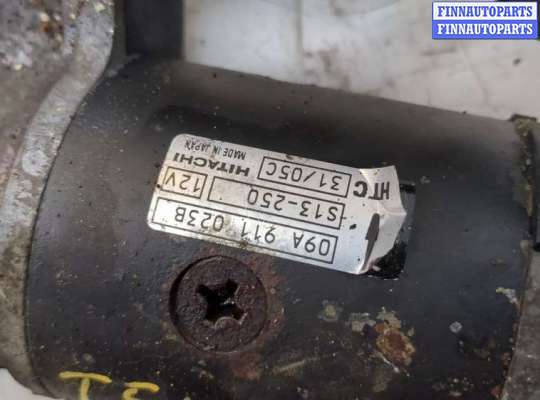 FINNAUTOPARTS
FINNAUTOPARTS
09A 911 023B
S13-250 12V
HTC 31/05C HITACHI
MADE IN JAPAN